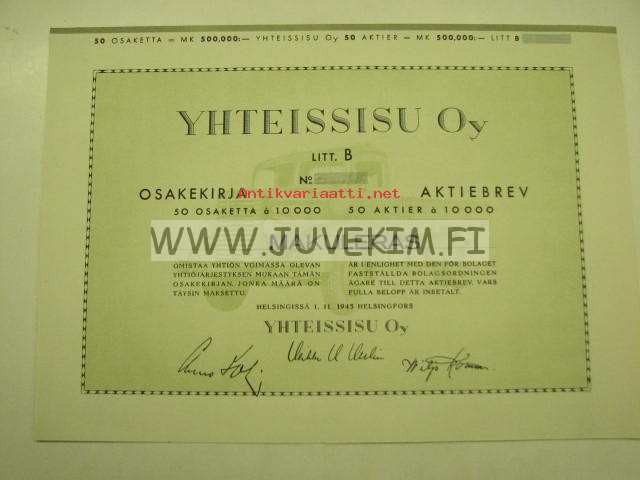 50 OSAKETTA — MK 500,000:— YHTEISSISU Oy 50 AKTIER — MK 500,000:— LITT B
YHTEISSISU Oy
LITT. B
No
Antikvariaatti.net
OSAKEKIRJA AKTIEBREV
50 OSAKETTA à 10 000 50 AKTIER à 10 000
MAKULERAS
WWW.JUVEKIM.FI
OMISTAA YHTIÖN VOIMASSA OLEVAN
YHTIÖJÄRJESTYKSEN MUKAAN TÄMÄN
OSAKEKIRJAN, JONKA MÄÄRÄ ON
TÄYSIN MAKSETTU.
ÄR I ENLIGHET MED DEN FÖR BOLAGET
FASTSTÄLLDA BOLAGSORDNINGEN
ÄGARE TILL DETTA AKTIEBREV, VARS
FULLA BELOPP ÄR INBETALT.
HELSINGISSÄ 1. 11. 1945 HELSINGFORS
YHTEISSISU Oy